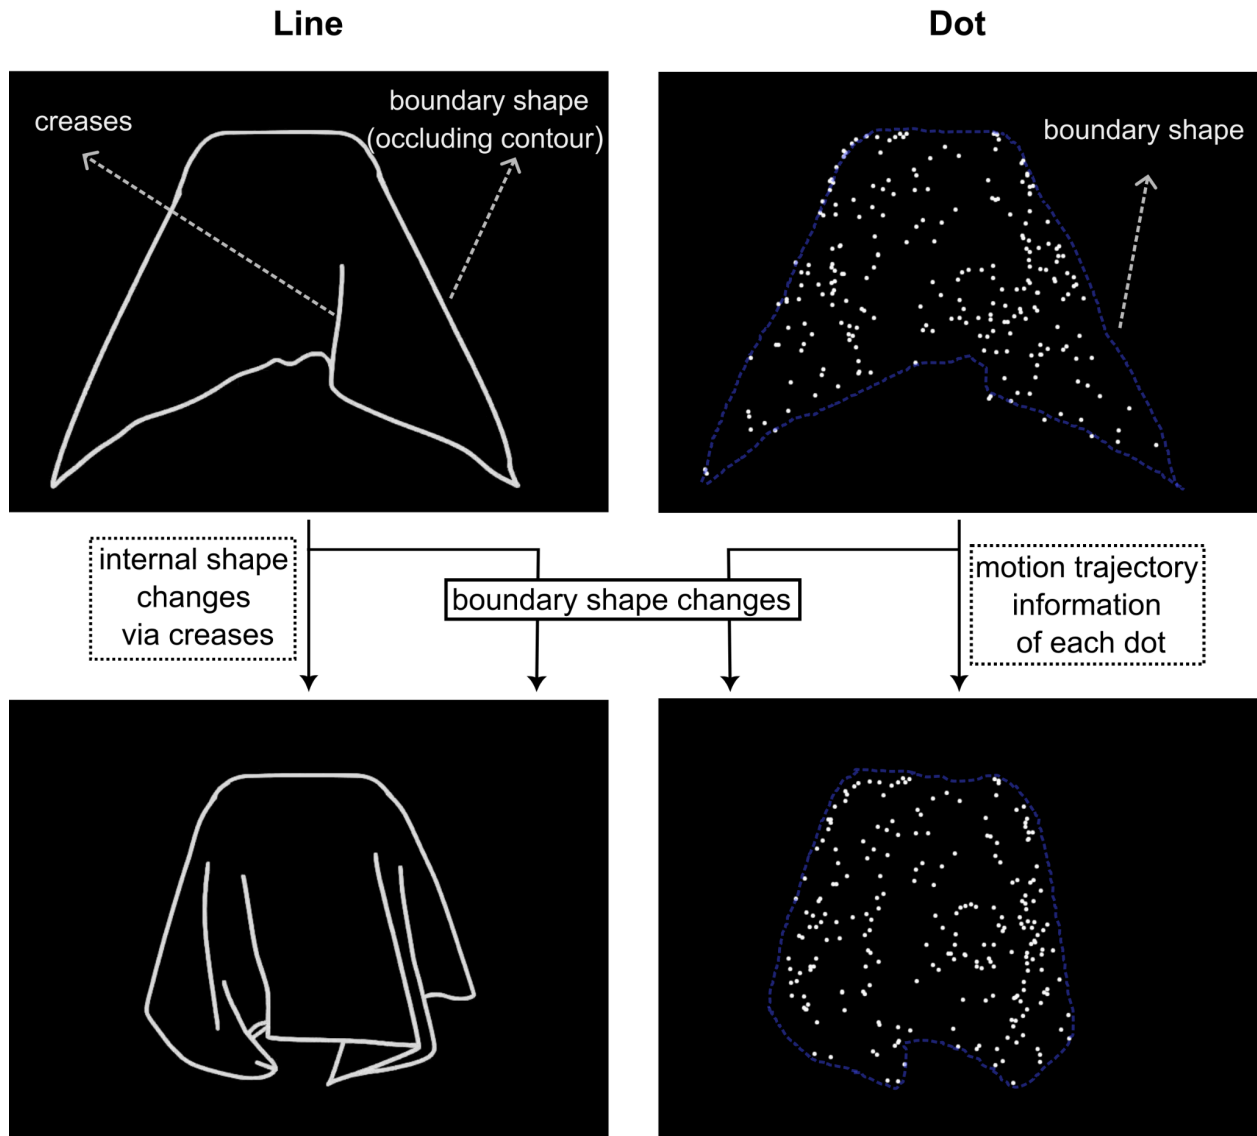 Line
Dot
creases
boundary shape
(occluding contour)
boundary shape
internal shape
changes
via creases
boundary shape changes
motion trajectory
information
of each dot